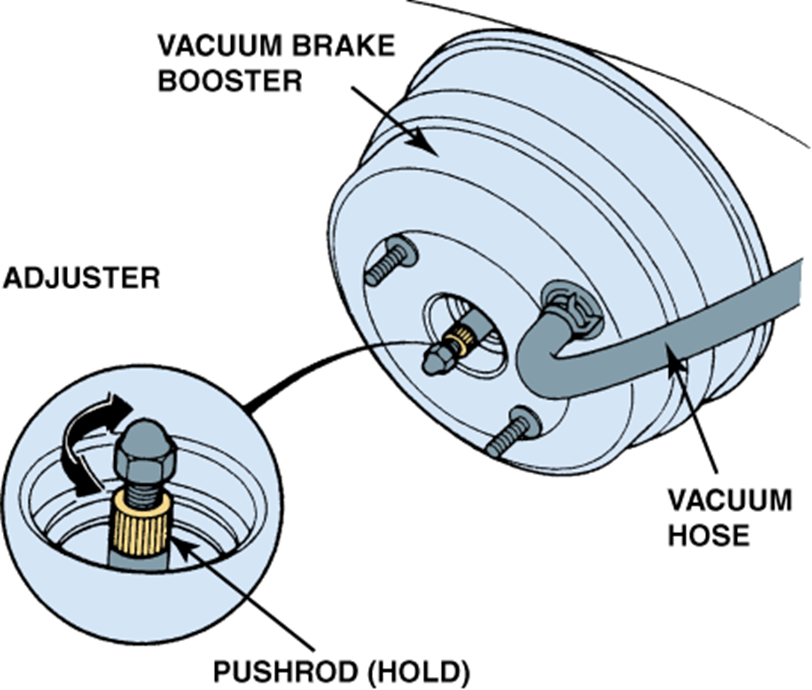 VACUUM BRAKE
BOOSTER
ADJUSTER
VACUUM
HOSE
PUSHROD (HOLD)